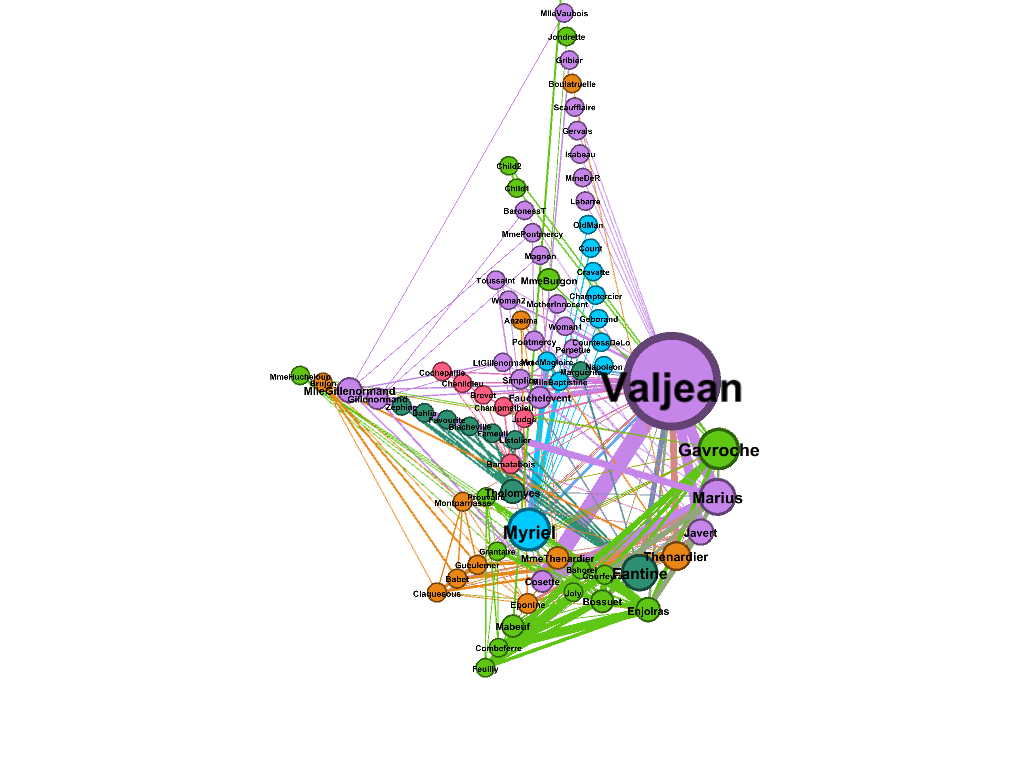 MlleVaubois
Jondrette
Gribier
Boulatruelle
Scaufflaire
Gervais
Isabeau
Child2
MmeDeR
Child1
Labarre
BaronessT
OldMan
MmePontmercy
Count
Magnon
Cravatte
Toussaint
MmeBurgon
Champtercier
Woman2
MotherInnocent
Anzelma
Geborand
Woman1
Pontmercy
CountessDeLo
Perpetue
LtGillenormand
MmeMagloire
Napoleon
Cochepaille
Marguerite
MmeHucheloup
Simplice
MlleBaptistine
Brujon
Chenildieu
Valjean
MlleGillenormand
Brevet
Gillenormand
Fauchelevent
Zephine
Champmathieu
Dahlia
Favourite
Judge
Blacheville
Fameuil
Listolier
Gavroche
Bamatabois
Tholomyes
Prouvaire
Marius
Montparnasse
Myriel
Javert
Grantaire
MmeThenardier
Thenardier
Gueulemer
Bahorel
Fantine
Courfeyrac
Babet
Cosette
Claquesous
Joly
Bossuet
Eponine
Enjolras
Mabeuf
Combeferre
Feuilly